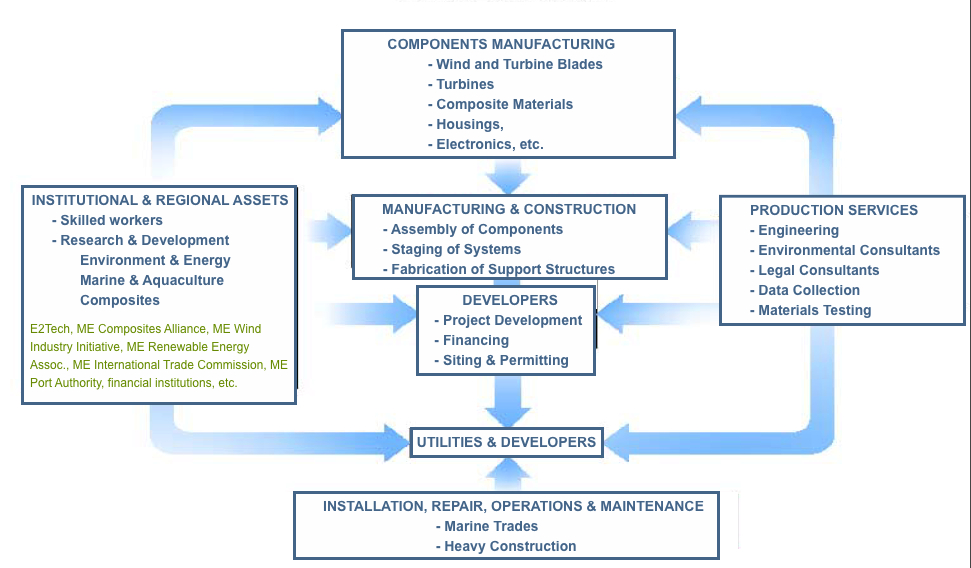 COMPONENTS MANUFACTURING
- Wind and Turbine Blades
- Turbines
- Composite Materials
- Housings,
- Electronics, etc.
INSTITUTIONAL & REGIONAL ASSETS
- Skilled workers
- Research & Development
Environment & Energy
Marine & Aquaculture
Composites
E2Tech, ME Composites Alliance, ME Wind
Industry Initiative, ME Renewable Energy
Assoc., ME International Trade Commission, ME
Port Authority, financial institutions, etc.
MANUFACTURING & CONSTRUCTION
- Assembly of Components
- Staging of Systems
- Fabrication of Support Structures
PRODUCTION SERVICES
- Engineering
- Environmental Consultants
- Legal Consultants
- Data Collection
- Materials Testing
DEVELOPERS
- Project Development
- Financing
- Siting & Permitting
UTILITIES & DEVELOPERS
INSTALLATION, REPAIR, OPERATIONS & MAINTENANCE
- Marine Trades
- Heavy Construction